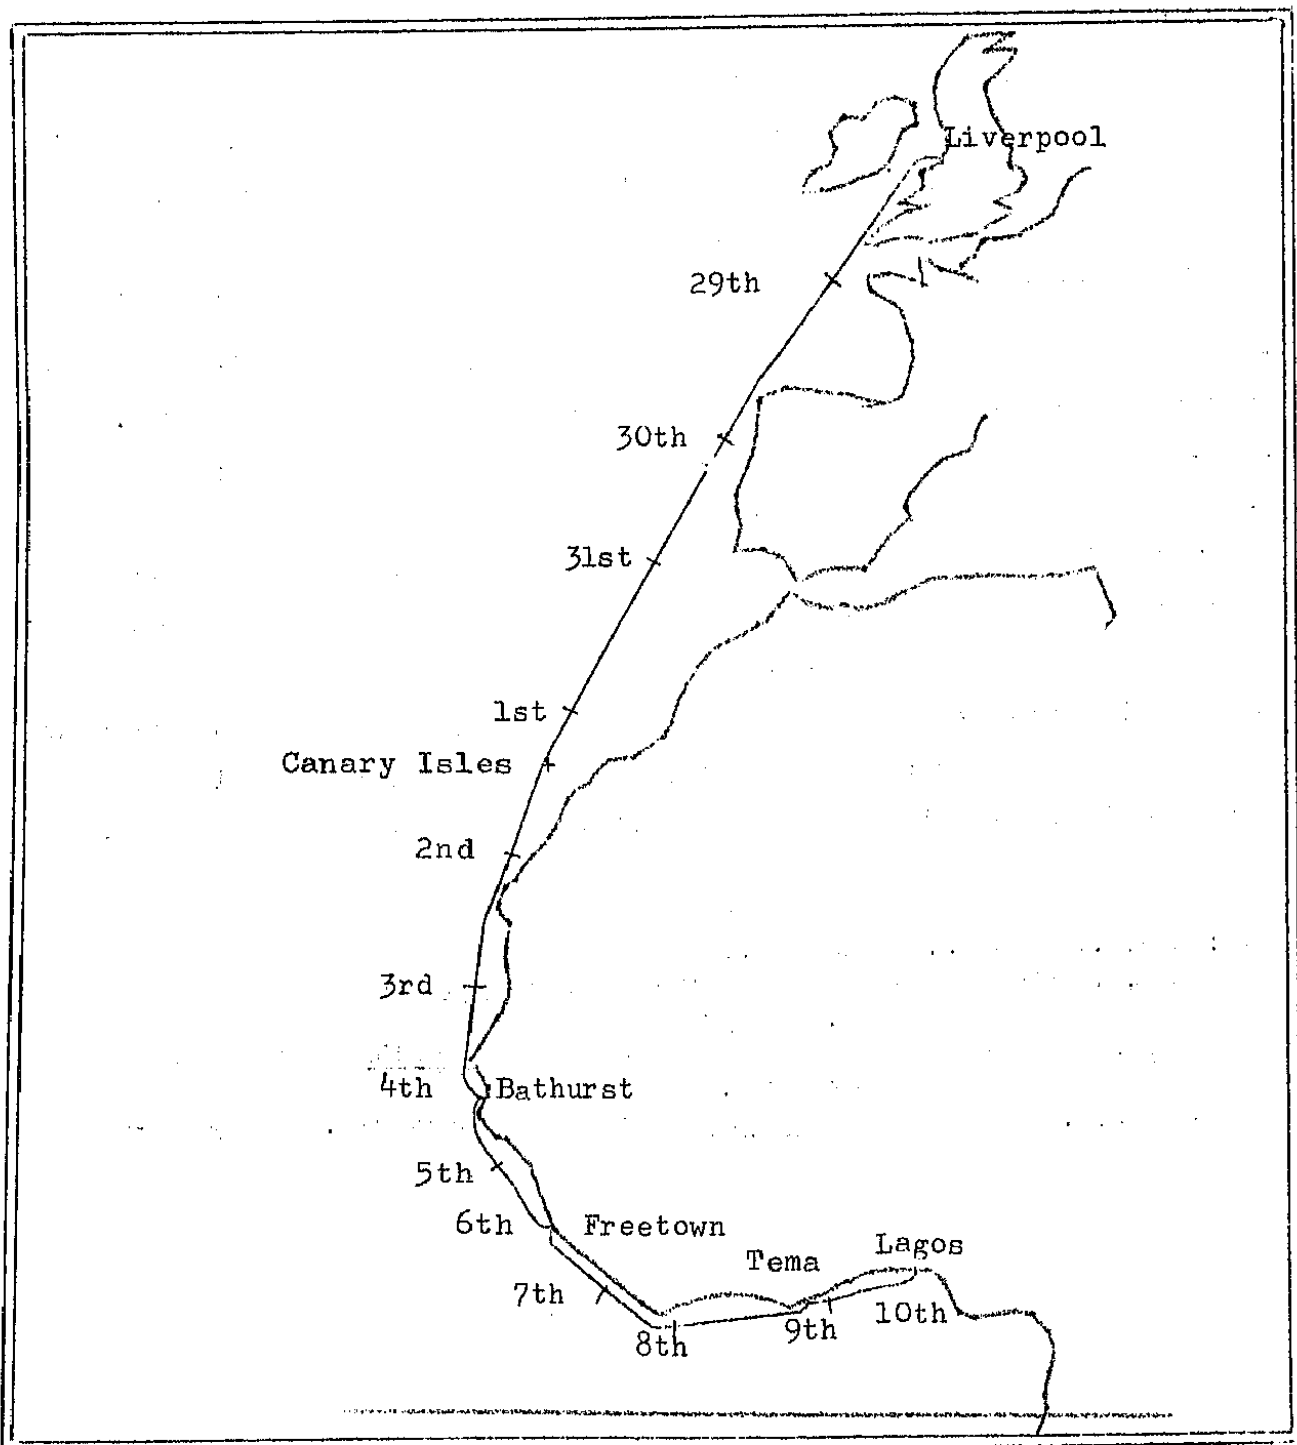 Liverpool
29th
30th
31st
1st
Canary Isles
2nd
3rd
4th
Bathurst
5th
6th
Freetown
Lagos
Tema
7th
10th
9th
8th